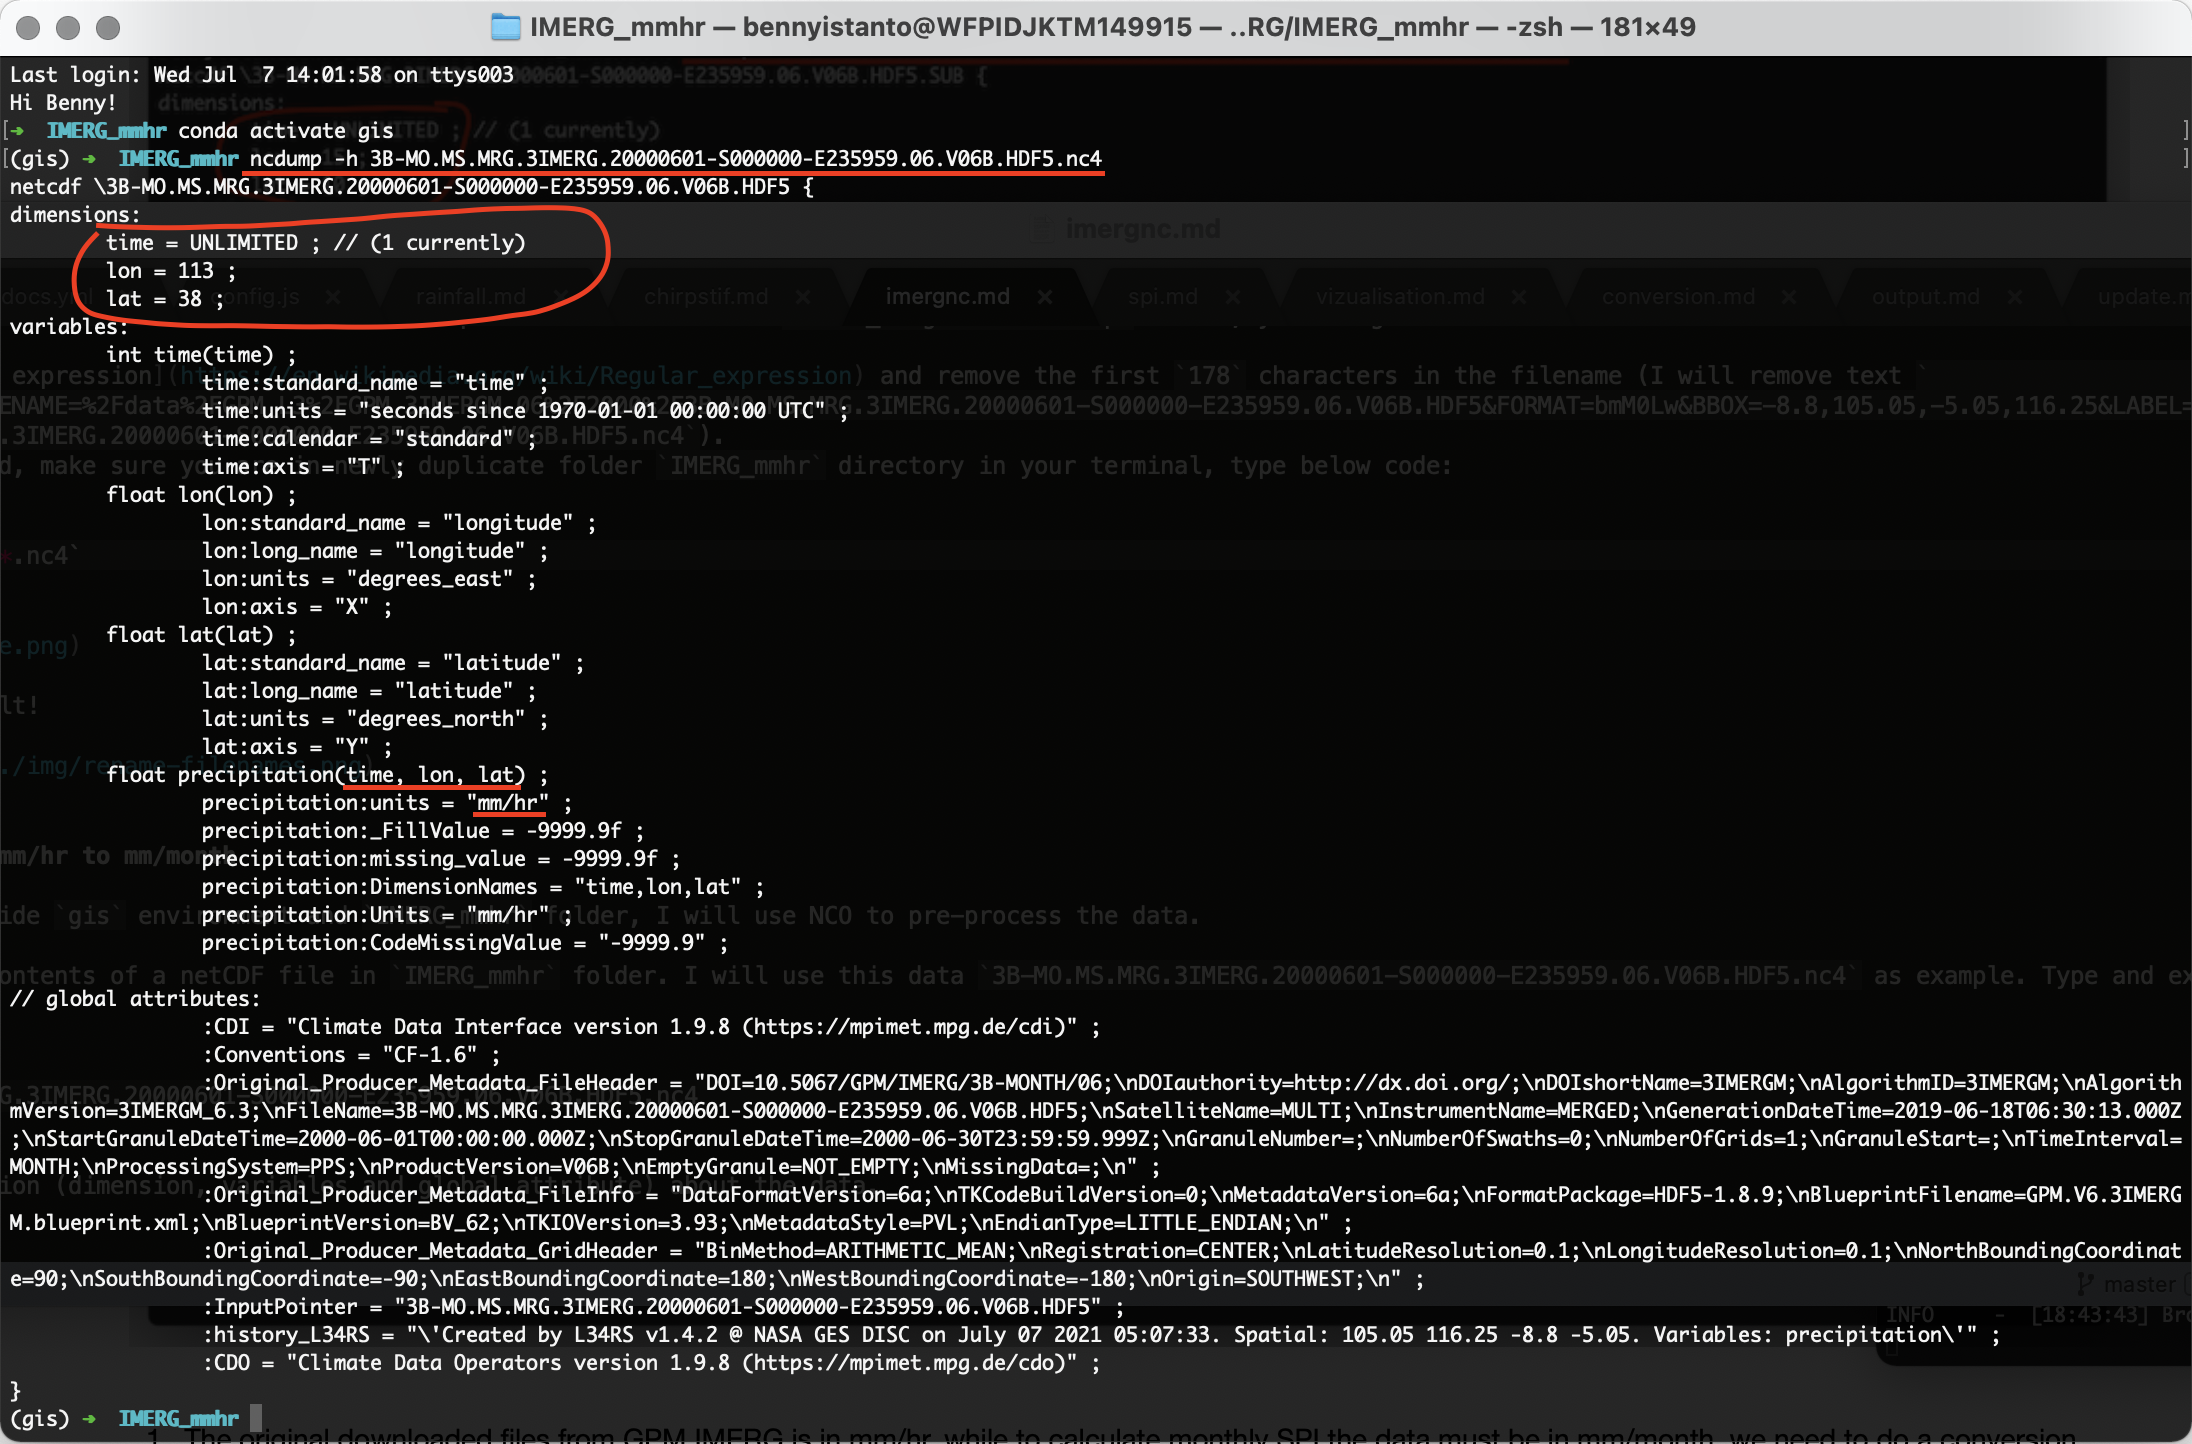 IMERG_mmhr — bennyistanto@WFPIDJKTM149915 — ..RG/IMERG_mmhr — -zsh — 181×49
Last login: Wed Jul  7 14:01:58 on ttys003
Hi Benny!
[➜  IMERG_mmhr conda activate gis ]
[(gis) ➜  IMERG_mmhr ncdump -h 3B-MO.MS.MRG.3IMERG.20000601-S000000-E235959.06.V06B.HDF5.nc4 ]
netcdf \3B-MO.MS.MRG.3IMERG.20000601-S000000-E235959.06.V06B.HDF5 {
dimensions:
        time = UNLIMITED ; // (1 currently)
        lon = 113 ;
        lat = 38 ;
variables:
        int time(time) ;
                time:standard_name = "time" ;
                time:units = "seconds since 1970-01-01 00:00:00 UTC" ;
                time:calendar = "standard" ;
                time:axis = "T" ;
        float lon(lon) ;
                lon:standard_name = "longitude" ;
                lon:long_name = "longitude" ;
                lon:units = "degrees_east" ;
                lon:axis = "X" ;
        float lat(lat) ;
                lat:standard_name = "latitude" ;
                lat:long_name = "latitude" ;
                lat:units = "degrees_north" ;
                lat:axis = "Y" ;
        float precipitation(time, lon, lat) ;
                precipitation:units = "mm/hr" ;
                precipitation:_FillValue = -9999.9f ;
                precipitation:missing_value = -9999.9f ;
                precipitation:DimensionNames = "time,lon,lat" ;
                precipitation:Units = "mm/hr" ;
                precipitation:CodeMissingValue = "-9999.9" ;
// global attributes:
                :CDI = "Climate Data Interface version 1.9.8 (https://mpimet.mpg.de/cdi)" ;
                :Conventions = "CF-1.6" ;
                :Original_Producer_Metadata_FileHeader = "DOI=10.5067/GPM/IMERG/3B-MONTH/06;\nDOIauthority=http://dx.doi.org/;\nDOIshortName=3IMERGM;\nAlgorithmID=3IMERGM;\nAlgorith
mVersion=3IMERGM_6.3;\nFileName=3B-MO.MS.MRG.3IMERG.20000601-S000000-E235959.06.V06B.HDF5;\nSatelliteName=MULTI;\nInstrumentName=MERGED;\nGenerationDateTime=2019-06-18T06:30:13.000Z
;\nStartGranuleDateTime=2000-06-01T00:00:00.000Z;\nStopGranuleDateTime=2000-06-30T23:59:59.999Z;\nGranuleNumber=;\nNumberOfSwaths=0;\nNumberOfGrids=1;\nGranuleStart=;\nTimeInterval=
MONTH;\nProcessingSystem=PPS;\nProductVersion=V06B;\nEmptyGranule=NOT_EMPTY;\nMissingData=;\n" ;
                :Original_Producer_Metadata_FileInfo = "DataFormatVersion=6a;\nTKCodeBuildVersion=0;\nMetadataVersion=6a;\nFormatPackage=HDF5-1.8.9;\nBlueprintFilename=GPM.V6.3IMERG
M.blueprint.xml;\nBlueprintVersion=BV_62;\nTKIOVersion=3.93;\nMetadataStyle=PVL;\nEndianType=LITTLE_ENDIAN;\n" ;
                :Original_Producer_Metadata_GridHeader = "BinMethod=ARITHMETIC_MEAN;\nRegistration=CENTER;\nLatitudeResolution=0.1;\nLongitudeResolution=0.1;\nNorthBoundingCoordinat
e=90;\nSouthBoundingCoordinate=-90;\nEastBoundingCoordinate=180;\nWestBoundingCoordinate=-180;\nOrigin=SOUTHWEST;\n" ;
                :InputPointer = "3B-MO.MS.MRG.3IMERG.20000601-S000000-E235959.06.V06B.HDF5" ;
                :history_L34RS = "\'Created by L34RS v1.4.2 @ NASA GES DISC on July 07 2021 05:07:33. Spatial: 105.05 116.25 -8.8 -5.05. Variables: precipitation\'" ;
                :CDO = "Climate Data Operators version 1.9.8 (https://mpimet.mpg.de/cdo)" ;
}
(gis) ➜  IMERG_mmhr